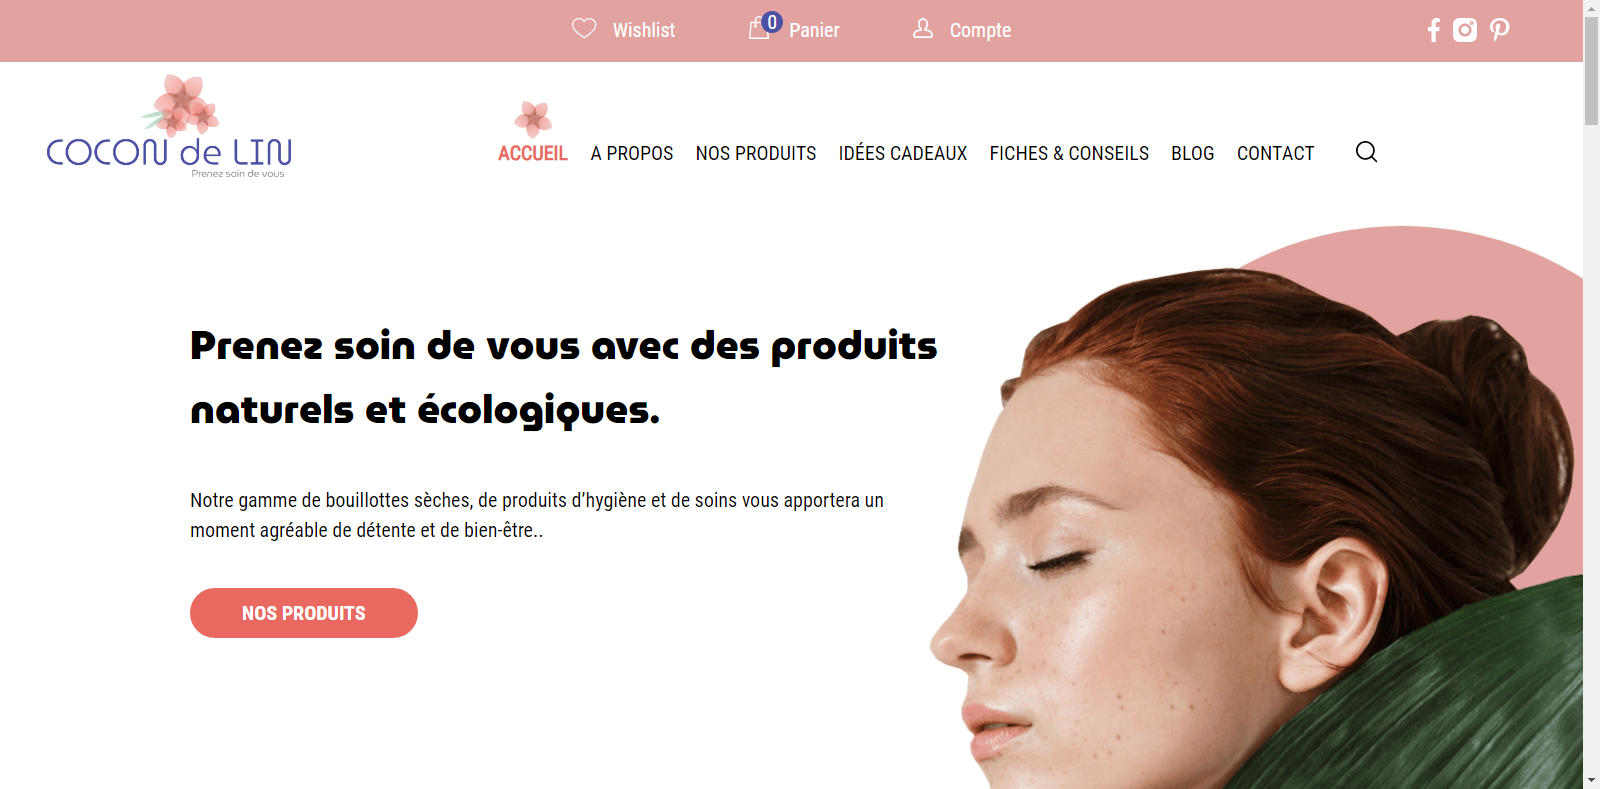 Wishlist
0
Panier
Compte
COCON de LIN
Prenez soin de vous
ACCUEIL
A PROPOS
NOS PRODUITS
IDÉES CADEAUX
FICHES & CONSEILS
BLOG
CONTACT
Prenez soin de vous avec des produits
naturels et écologiques.
Notre gamme de bouillottes sèches, de produits d’hygiène et de soins vous apportera un
moment agréable de détente et de bien-être..
NOS PRODUITS